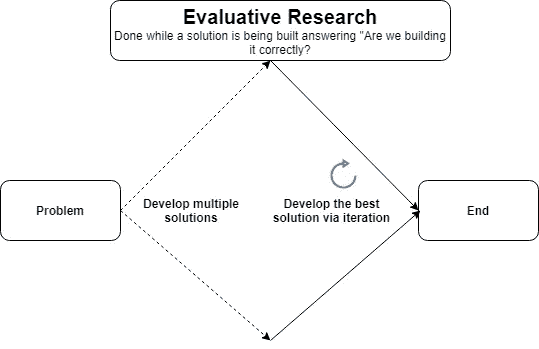 Evaluative Research
Done while a solution is being built answering "Are we building
it correctly?
Problem
Develop multiple
solutions
Develop the best
solution via iteration
End